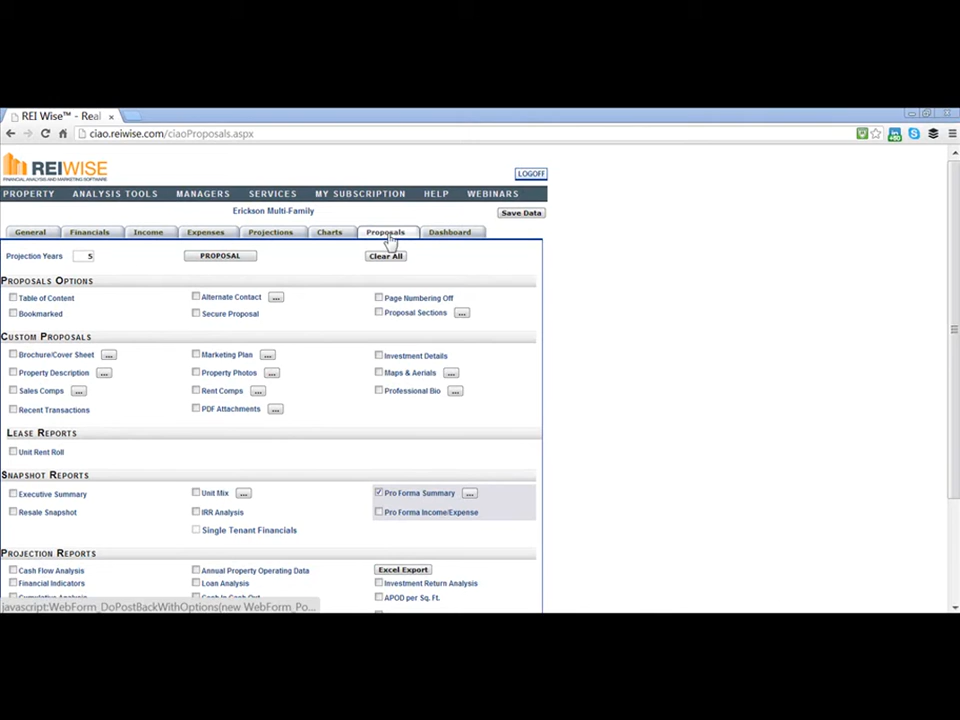 REI Wise™ - Real
ciao.reiwise.com/ciaoProposals.aspx
REIWISE
FINANCIAL ANALYSIS AND MARKETING SOFTWARE
LOGOFF
PROPERTY ANALYSIS TOOLS MANAGERS SERVICES MY SUBSCRIPTION HELP WEBINARS
Erickson Multi-Family
Save Data
General Financials Income Expenses Projections Charts Proposals Dashboard
Projection Years 5 PROPOSAL Clear All
PROPOSALS OPTIONS
Table of Content Alternate Contact ... Page Numbering Off
Bookmarked Secure Proposal Proposal Sections ...
CUSTOM PROPOSALS
Brochure/Cover Sheet ... Marketing Plan ... Investment Details
Property Description ... Property Photos ... Maps & Aerials ...
Sales Comps ... Rent Comps ... Professional Bio ...
Recent Transactions PDF Attachments ...
LEASE REPORTS
Unit Rent Roll
SNAPSHOT REPORTS
Executive Summary Unit Mix ... Pro Forma Summary ...
Resale Snapshot IRR Analysis Pro Forma Income/Expense
Single Tenant Financials
PROJECTION REPORTS
Cash Flow Analysis Annual Property Operating Data Excel Export
Financial Indicators Loan Analysis Investment Return Analysis
APOD per Sq. Ft.
javascript:WebForm_DoPostBackWithOptions(new WebForm_Po...